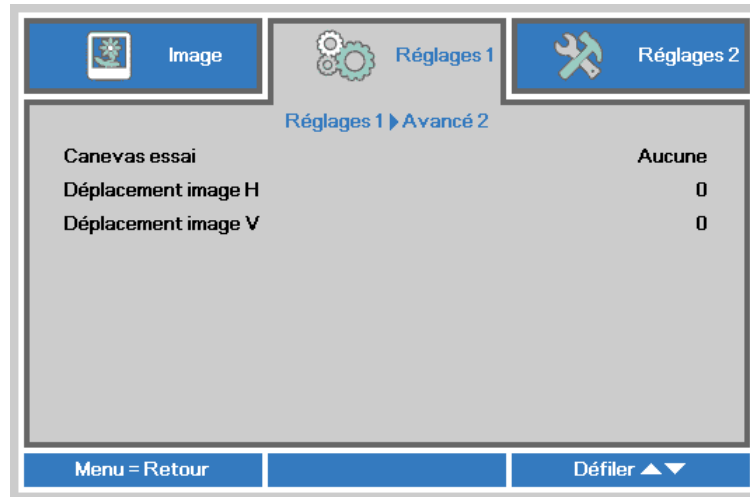 Image Réglages 1 Réglages 2
Réglages 1 ▶ Avancé 2
Canevas essai Aucune
Déplacement image H 0
Déplacement image V 0
Menu = Retour Défiler ▲▼